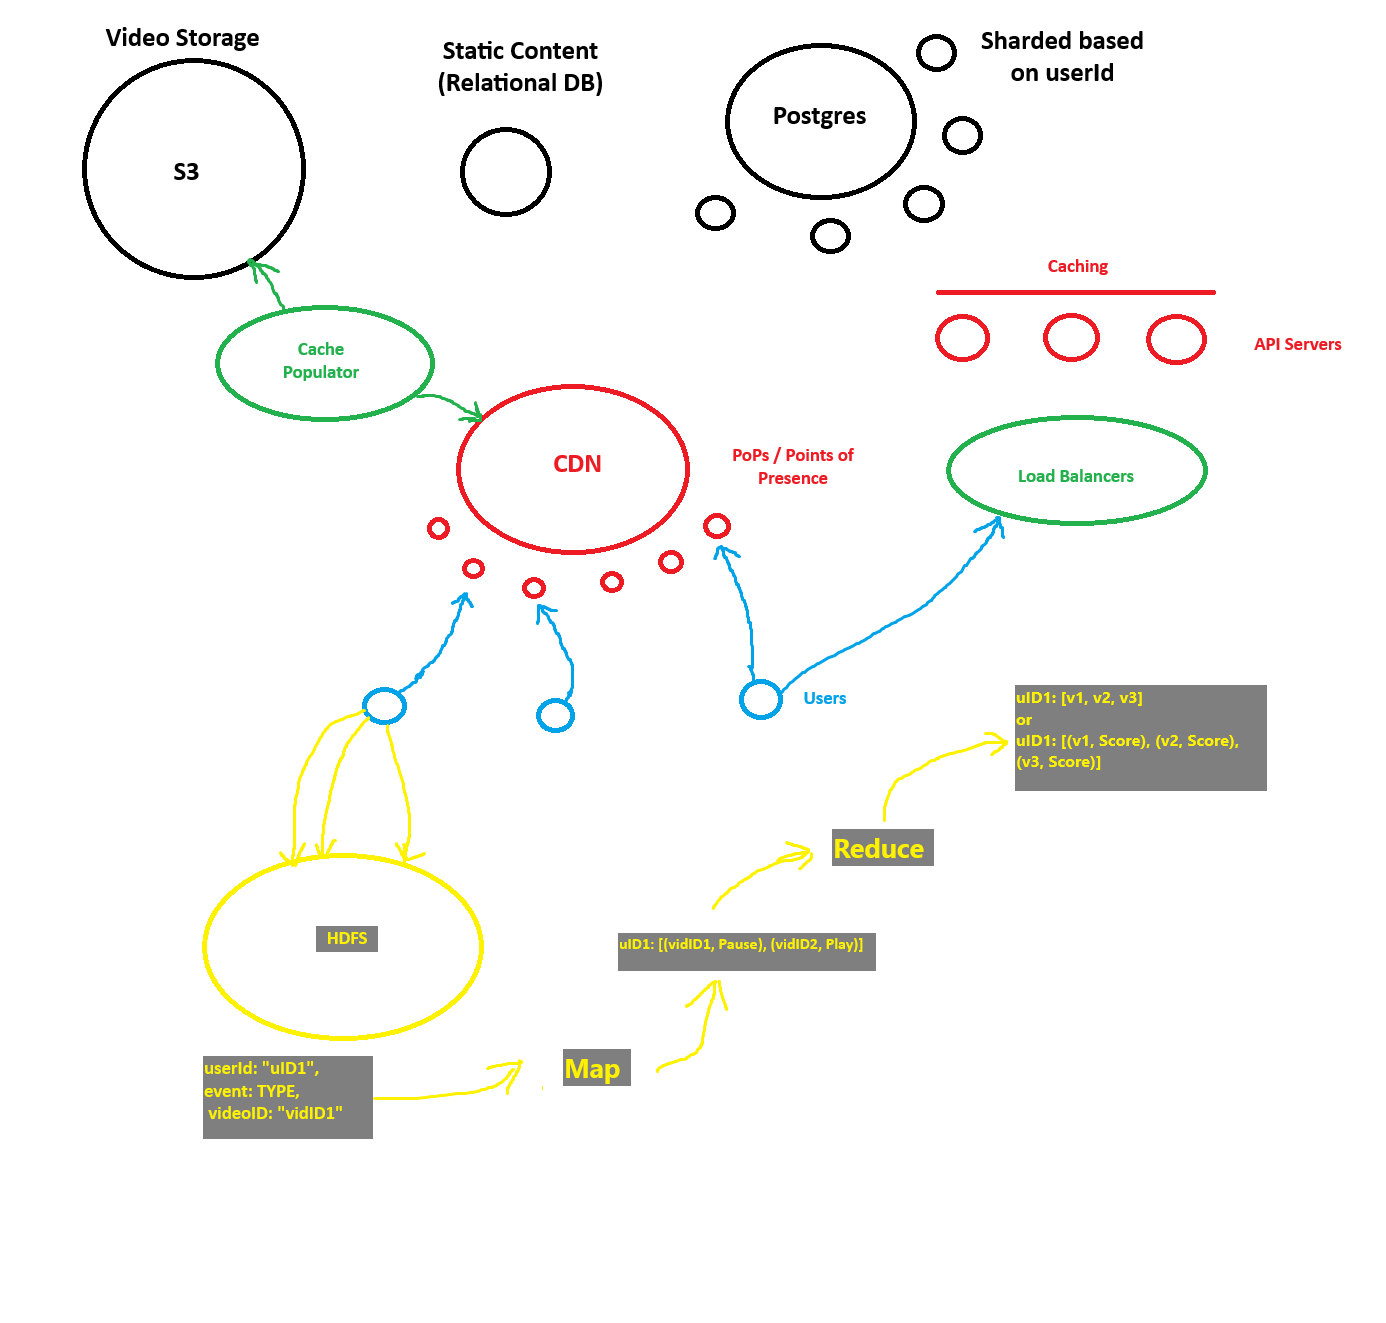 Video Storage
S3
Static Content
(Relational DB)
Postgres
Sharded based
on userId
Caching
API Servers
Cache
Populator
CDN
PoPs / Points of
Presence
Load Balancers
Users
uID1: [v1, v2, v3]
or
uID1: [(v1, Score), (v2, Score),
(v3, Score)]
Reduce
HDFS
uID1: [(vidID1, Pause), (vidID2, Play)]
Map
userId: "uID1",
event: TYPE,
videoID: "vidID1"